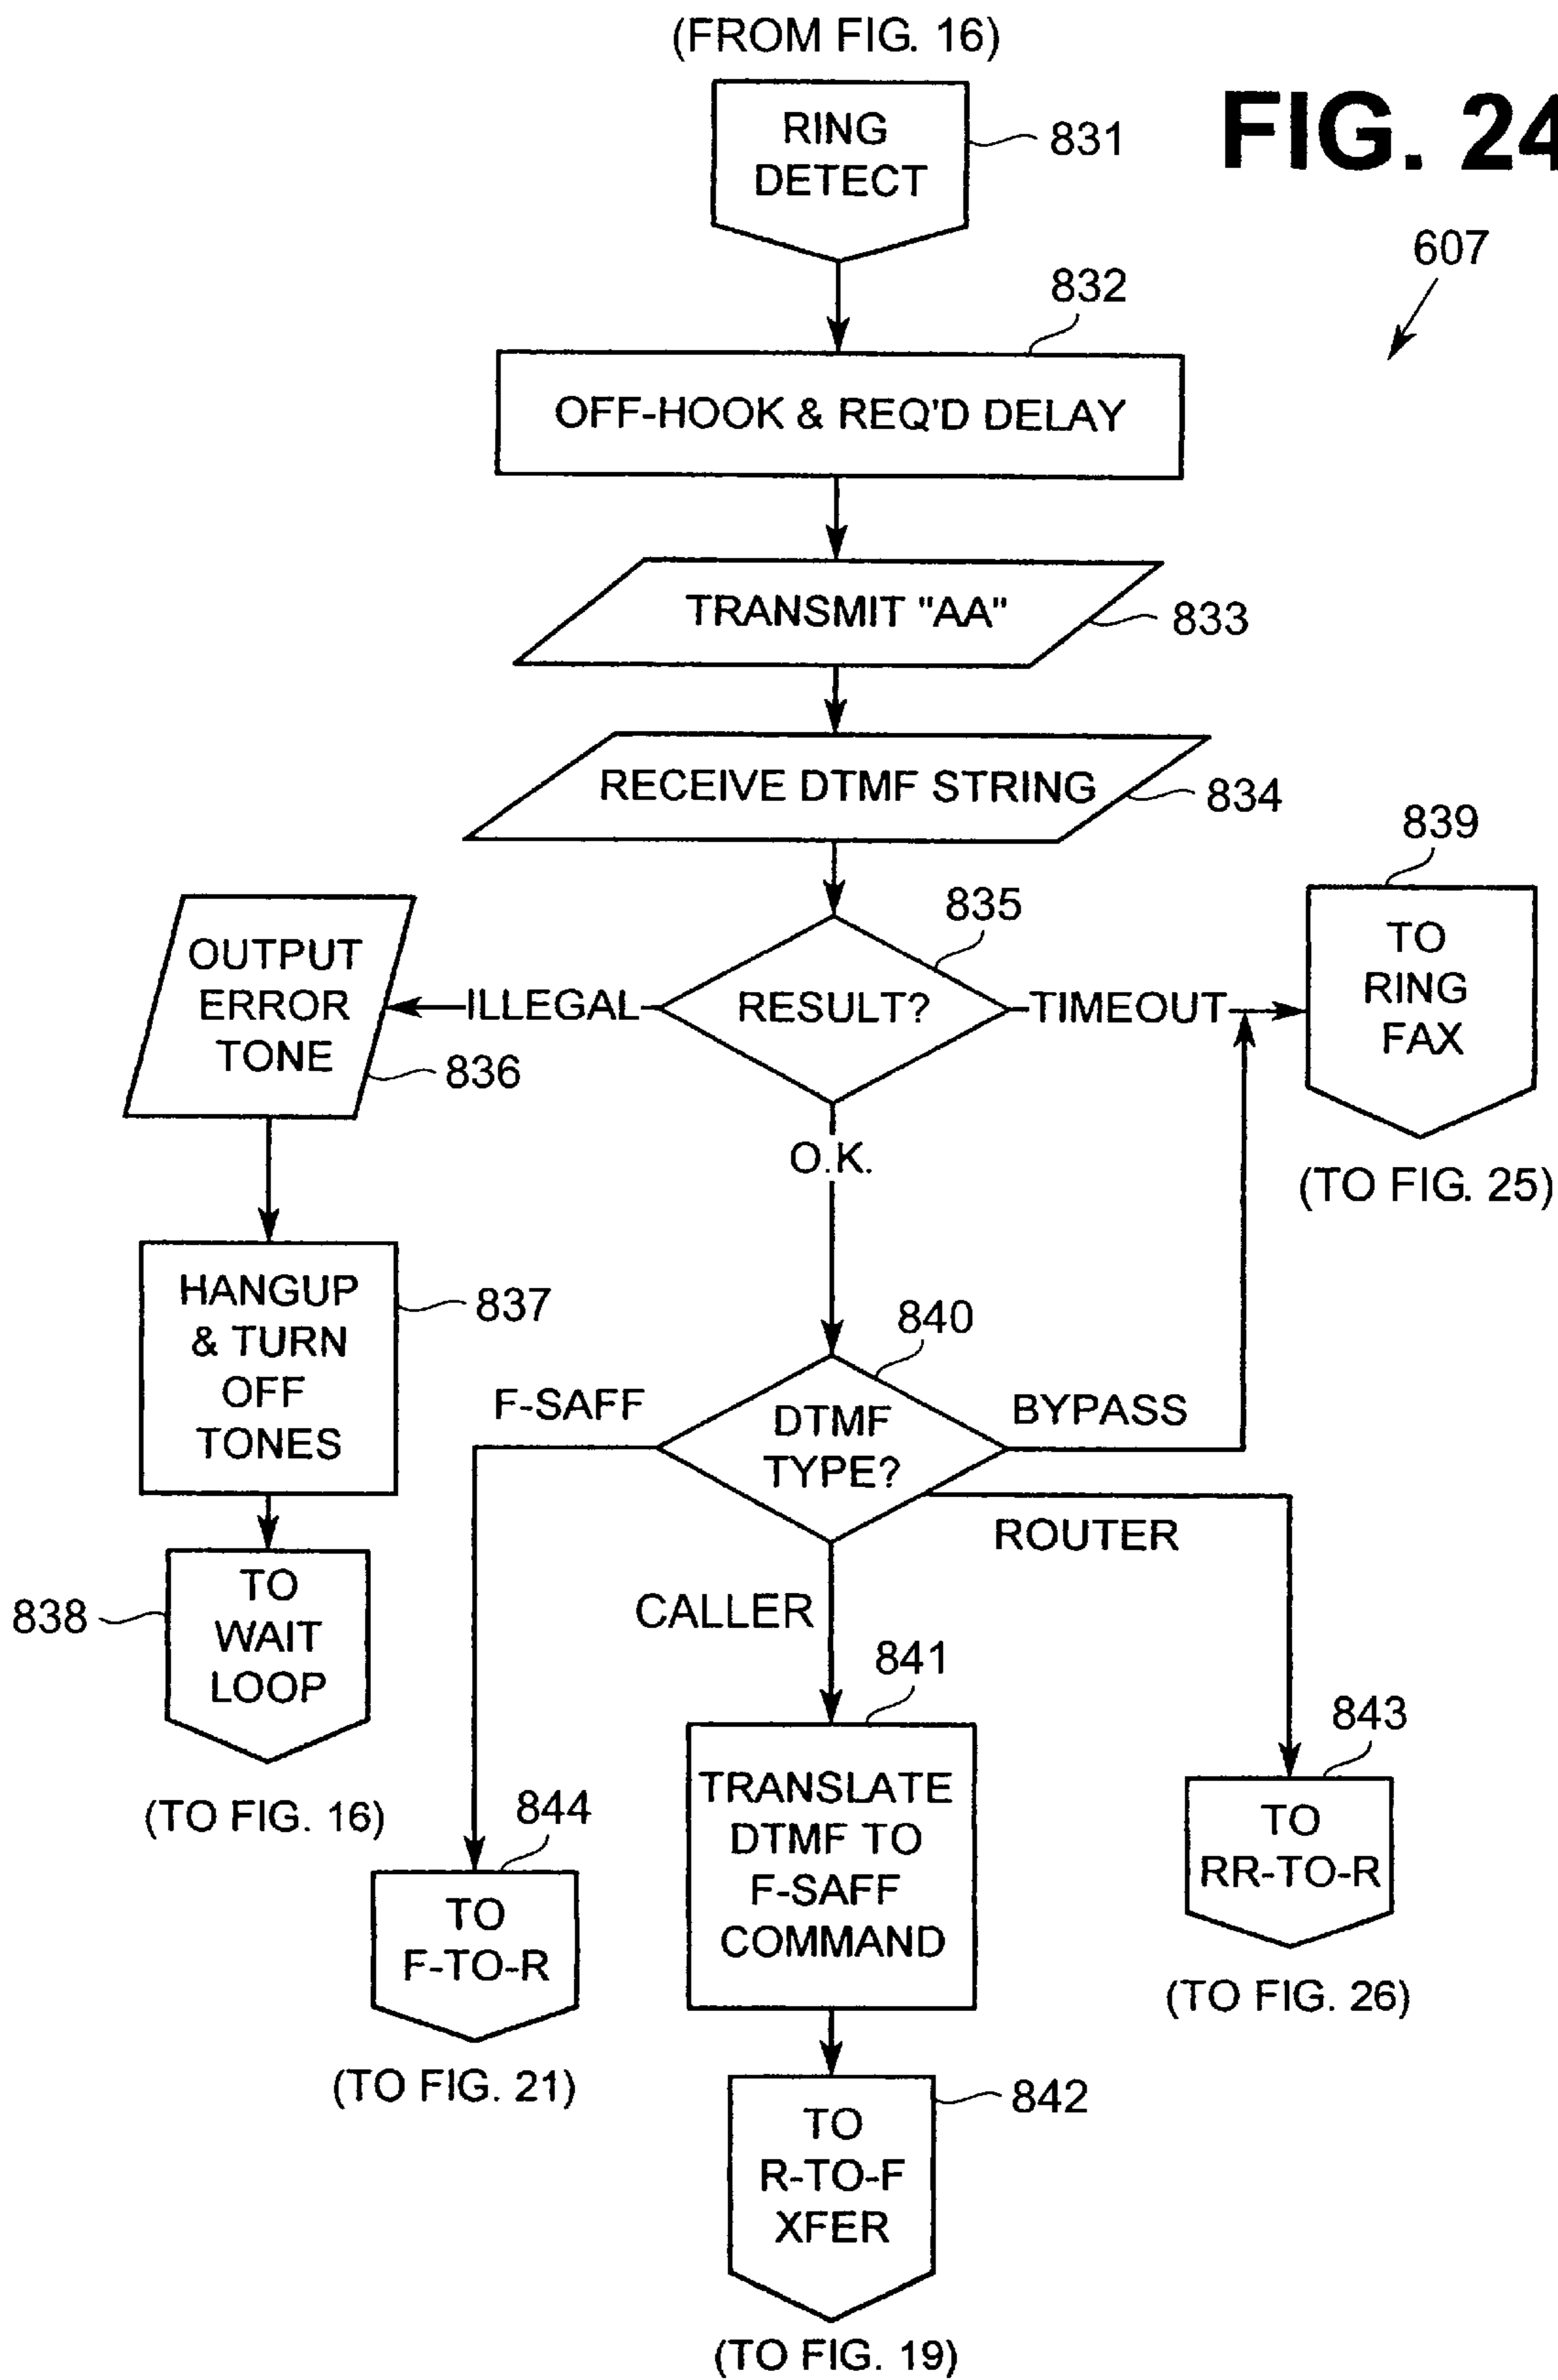 (FROM FIG. 16)
FIG. 24
RING
DETECT
831
607
832
OFF-HOOK & REQ'D DELAY
TRANSMIT "AA"
833
RECEIVE DTMF STRING
834
839
835
OUTPUT
ERROR
TONE
836
ILLEGAL
RESULT?
TIMEOUT
TO
RING
FAX
O.K.
(TO FIG. 25)
HANGUP
& TURN
OFF
TONES
837
840
F-SAFF
DTMF
TYPE?
BYPASS
ROUTER
838
TO
WAIT
LOOP
CALLER
841
843
(TO FIG. 16)
844
TRANSLATE
DTMF TO
F-SAFF
COMMAND
TO
RR-TO-R
TO
F-TO-R
(TO FIG. 26)
(TO FIG. 21)
842
TO
R-TO-F
XFER
(TO FIG. 19)